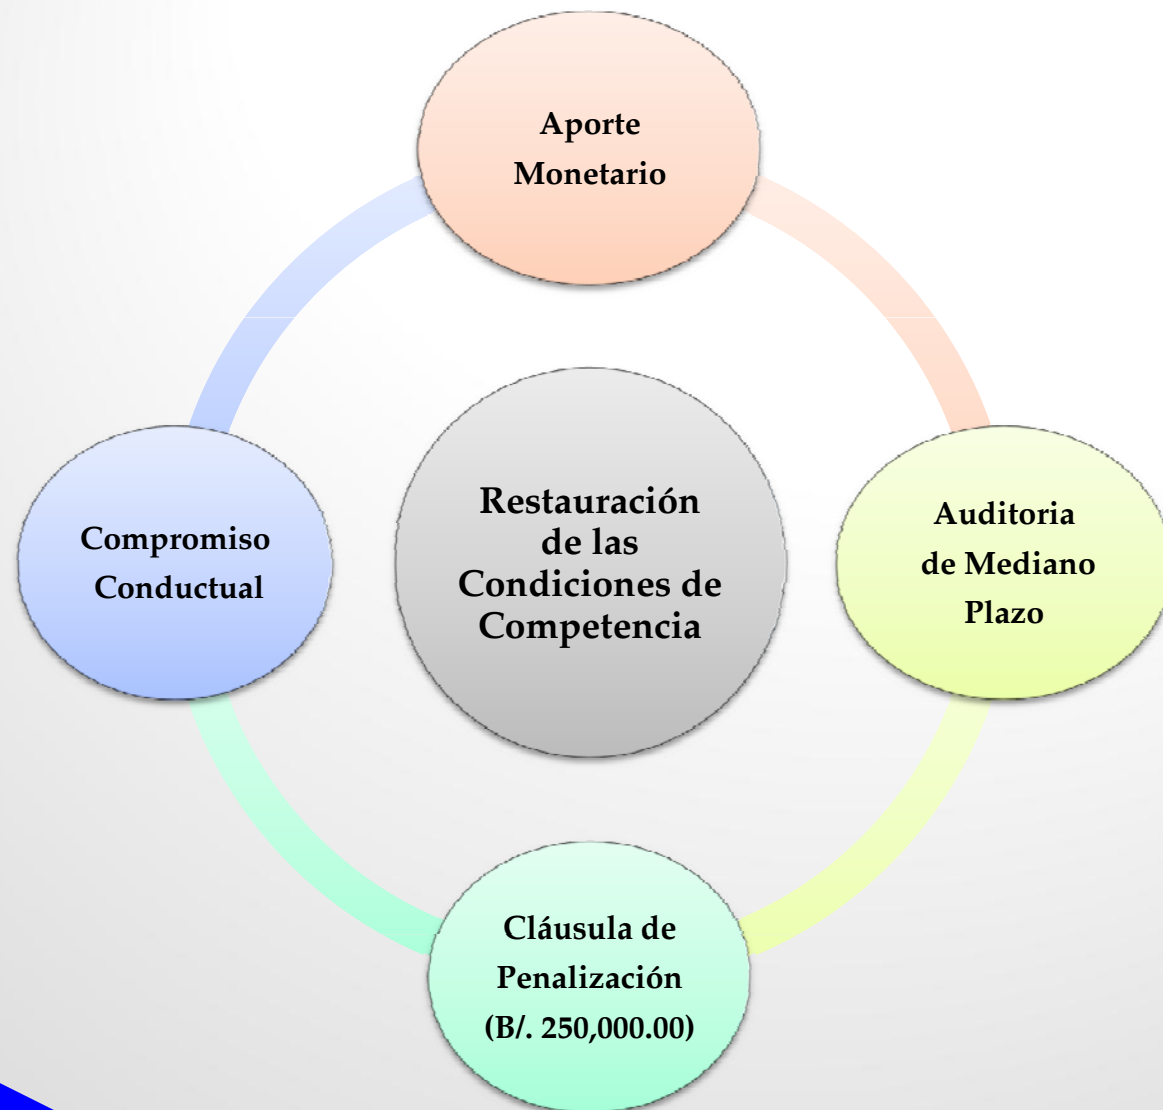 Aporte
Monetario
Restauración
de las
Condiciones de
Competencia
Compromiso
Conductual
Auditoria
de Mediano
Plazo
Cláusula de
Penalización
(B/. 250,000.00)